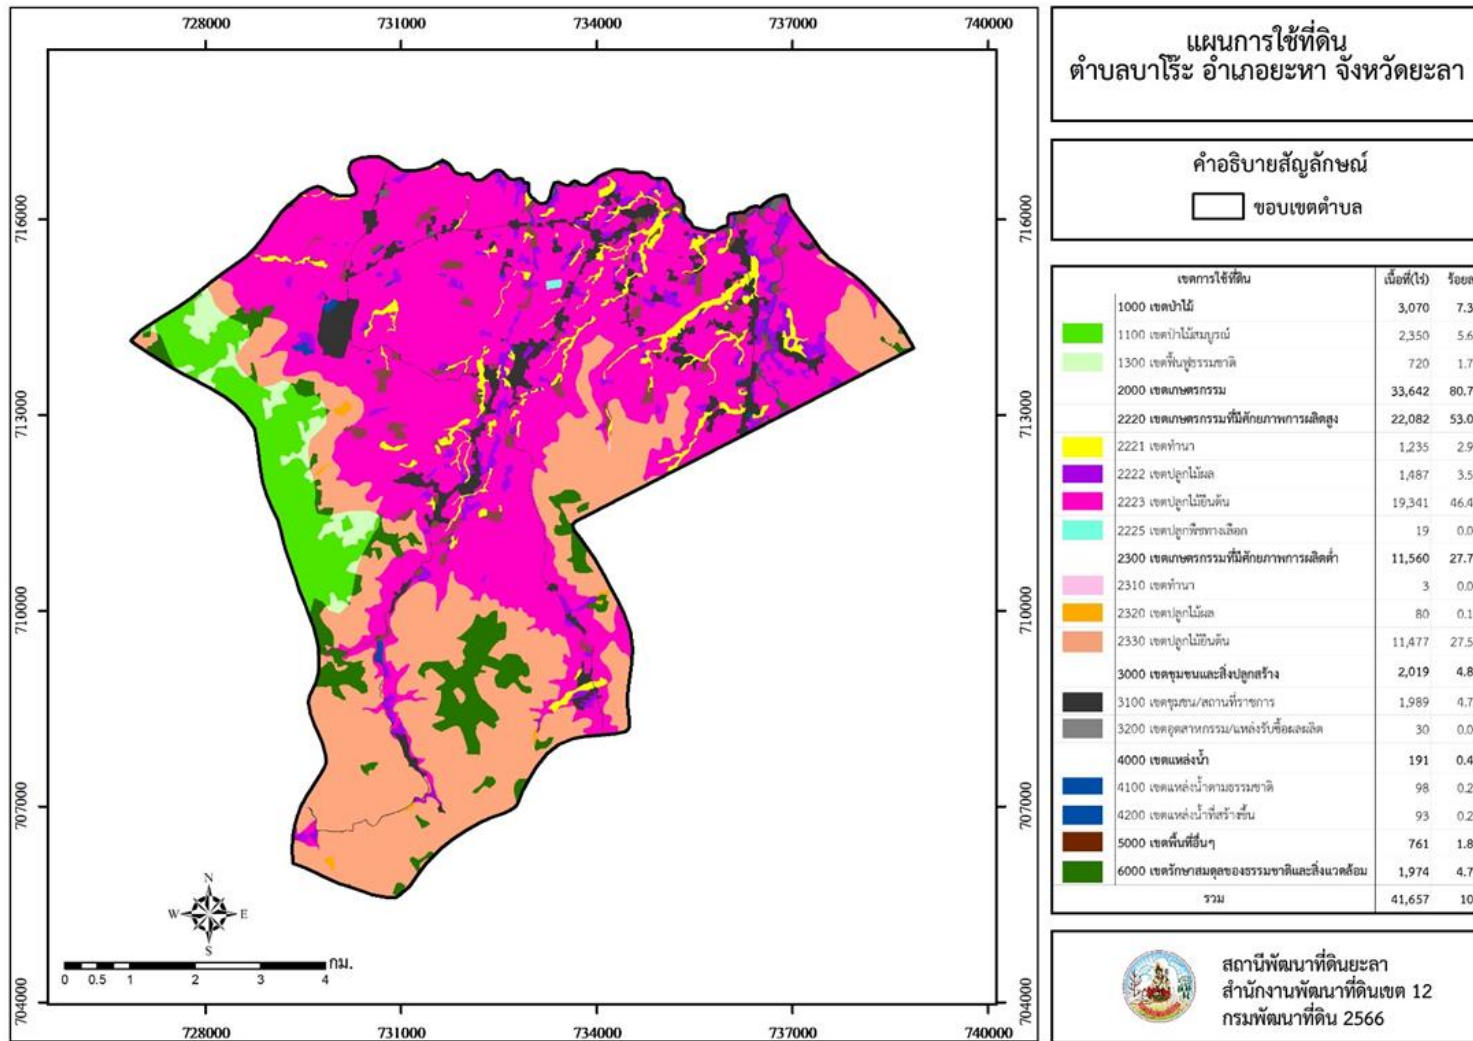 728000 731000 734000 737000 740000
แผนการใช้ที่ดิน
ตำบลบาโร๊ะ อำเภอยะหา จังหวัดยะลา
คำอธิบายสัญลักษณ์
ขอบเขตตำบล
716000 716000
713000 713000
710000 710000
707000 707000
704000 704000
เขตการใช้ที่ดิน เนื้อที่(ไร่)
1000 เขตป่าไม้ 3,070 7.3
1100 เขตป่าไม้สมบูรณ์ 2,350 5.6
1300 เขตฟื้นฟูธรรมชาติ 720 1.7
2000 เขตเกษตรกรรม 33,642 80.7
2220 เขตเกษตรกรรมที่มีศักยภาพการผลิตสูง 22,082 53.0
2221 เขตทำนา 1,235 2.9
2222 เขตปลูกไม้ผล 1,487 3.5
2223 เขตปลูกไม้ยืนต้น 19,341 46.4
2225 เขตปลูกพืชทางเลือก 19 0.0
2300 เขตเกษตรกรรมที่มีศักยภาพการผลิตต่ำ 11,560 27.7
2310 เขตทำนา 3 0.0
2320 เขตปลูกไม้ผล 80 0.1
2330 เขตปลูกไม้ยืนต้น 11,477 27.5
3000 เขตชุมชนและสิ่งปลูกสร้าง 2,019 4.8
3100 เขตชุมชน/สถานที่ราชการ 1,989 4.7
3200 เขตอุตสาหกรรม/แหล่งรับซื้อผลผลิต 30 0.0
4000 เขตแหล่งน้ำ 191 0.4
4100 เขตแหล่งน้ำตามธรรมชาติ 98 0.2
4200 เขตแหล่งน้ำที่สร้างขึ้น 93 0.2
5000 เขตพื้นที่อื่นๆ 761 1.8
6000 เขตรักษาสมดุลของธรรมชาติและสิ่งแวดล้อม 1,974 4.7
รวม 41,657 10
N
W E
S
กม.
0 0.5 1 2 3 4
728000 731000 734000 737000 740000
สถานีพัฒนาที่ดินยะลา
สำนักงานพัฒนาที่ดินเขต 12
กรมพัฒนาที่ดิน 2566